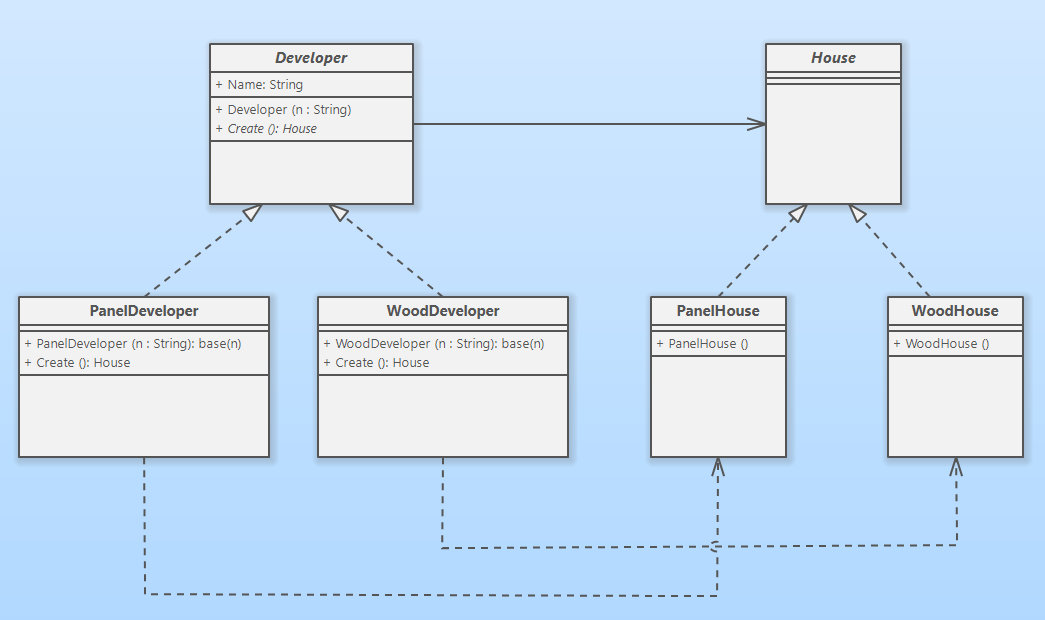 Developer
+ Name: String
+ Developer (n : String)
+ Create (): House
House
PanelDeveloper
+ PanelDeveloper (n : String): base(n)
+ Create (): House
WoodDeveloper
+ WoodDeveloper (n : String): base(n)
+ Create (): House
PanelHouse
+ PanelHouse ()
WoodHouse
+ WoodHouse ()